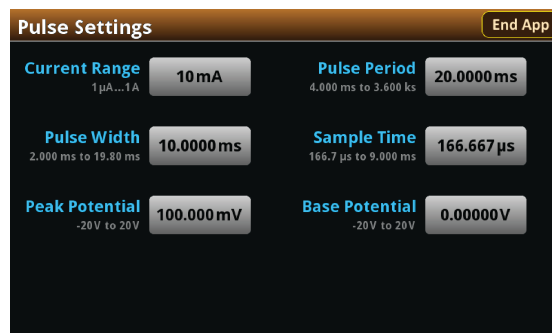 Pulse Settings
End App
Current Range
1µA...1A
10mA
Pulse Period
4.000 ms to 3.600 ks
20.0000ms
Pulse Width
2.000 ms to 19.80 ms
10.0000ms
Sample Time
166.7 µs to 9.000 ms
166.667µs
Peak Potential
-20V to 20V
100.000mV
Base Potential
-20V to 20V
0.00000V